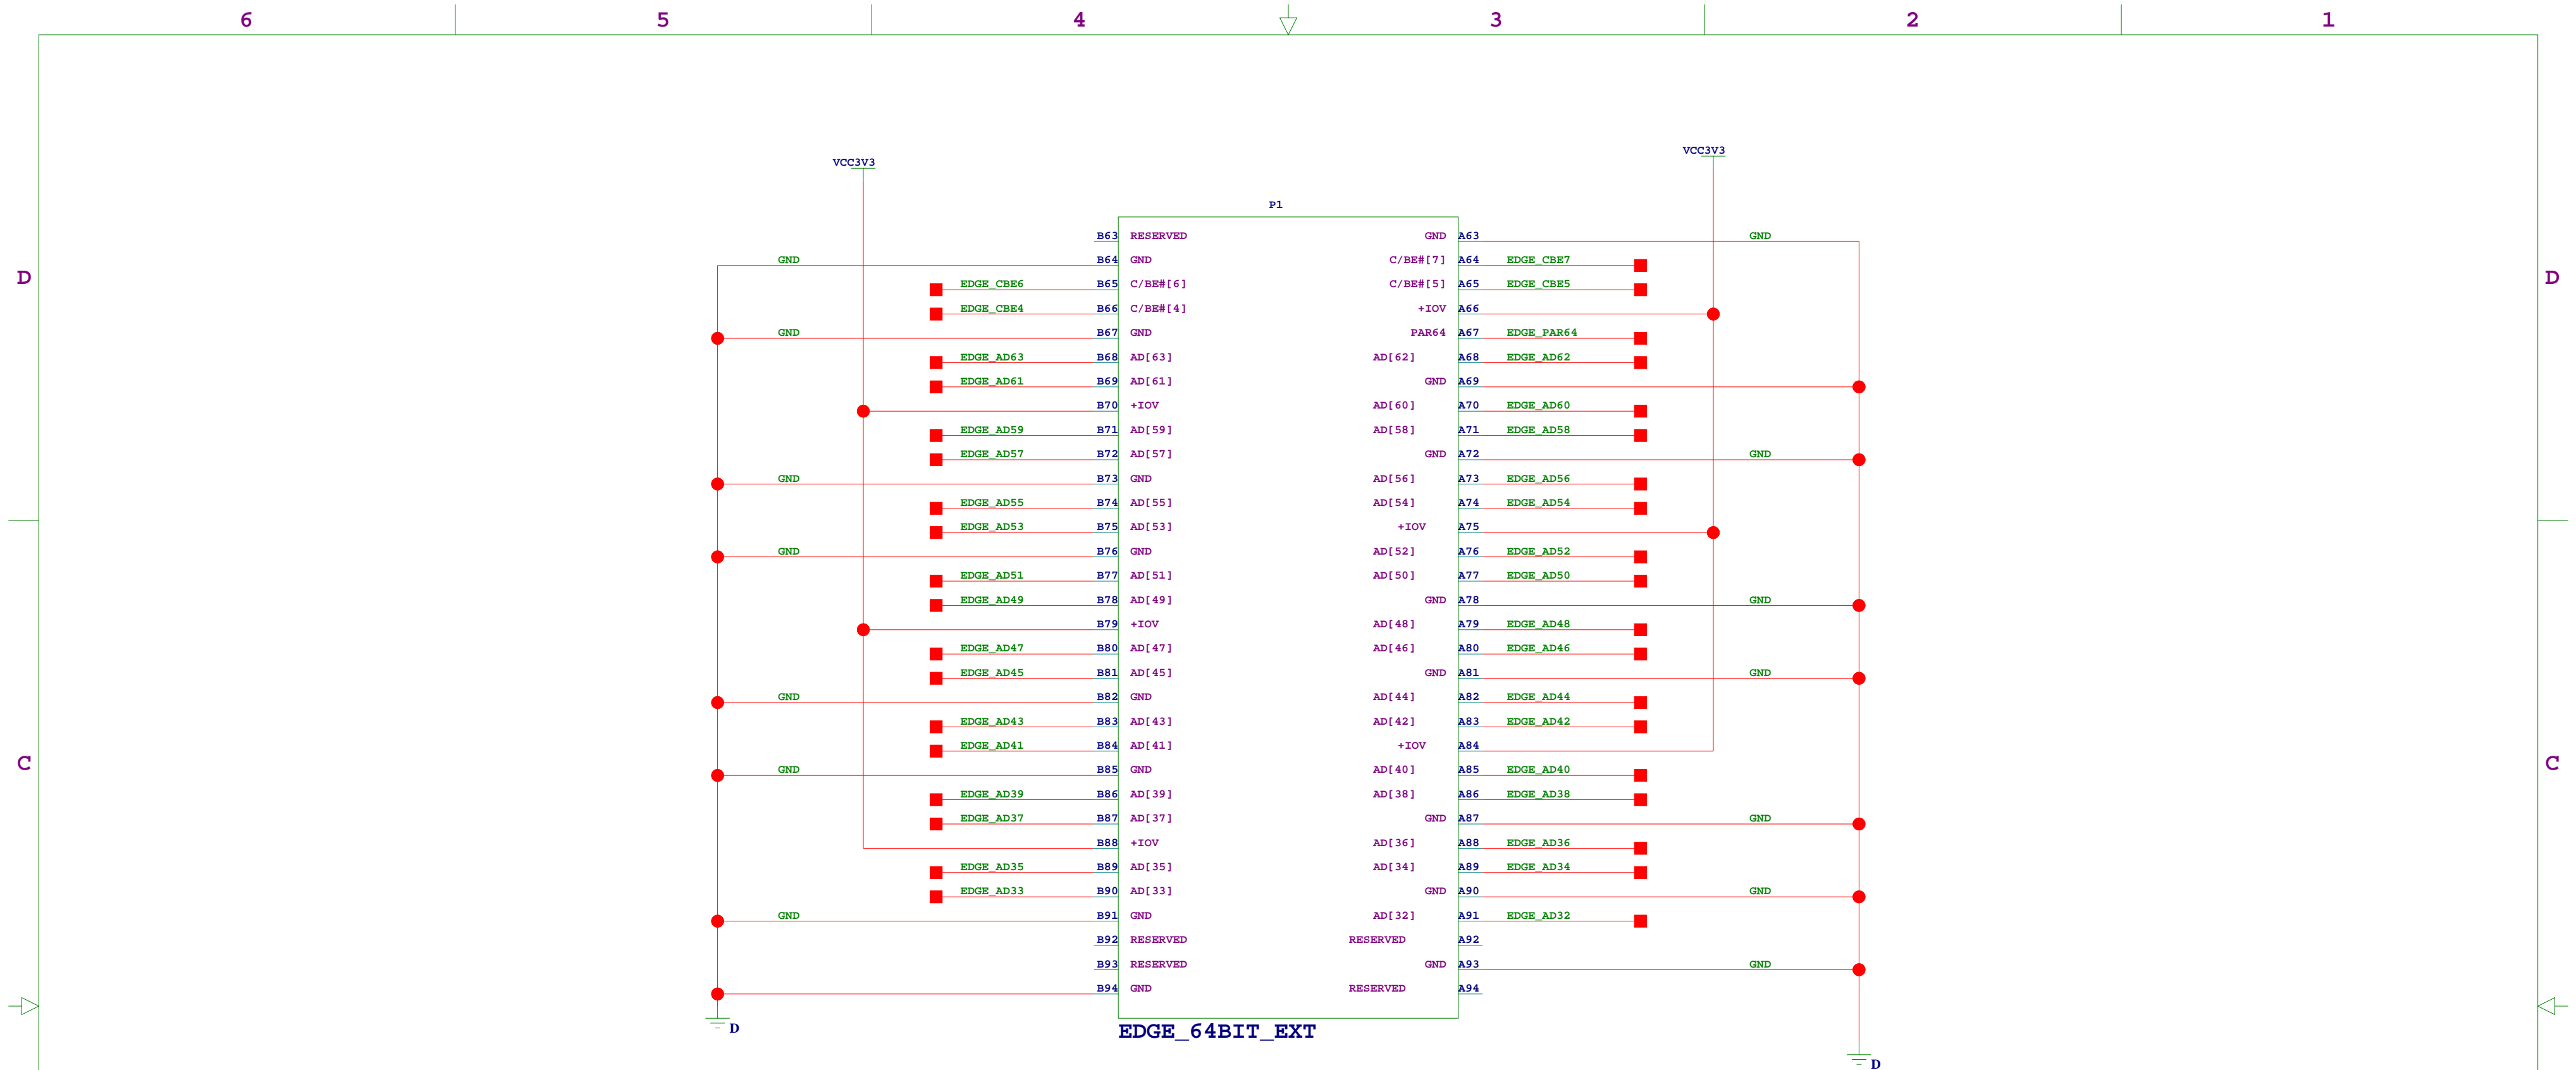 6 5 4 3 2 1
VCC3V3
VCC3V3
P1
B63 RESERVED GND A63 GND
GND B64 GND C/BE#[7] A64 EDGE_CBE7
D EDGE_CBE6 B65 C/BE#[6] C/BE#[5] A65 EDGE_CBE5 D
EDGE_CBE4 B66 C/BE#[4] +IOV A66
GND B67 GND PAR64 A67 EDGE_PAR64
EDGE_AD63 B68 AD[63] AD[62] A68 EDGE_AD62
EDGE_AD61 B69 AD[61] GND A69
B70 +IOV AD[60] A70 EDGE_AD60
EDGE_AD59 B71 AD[59] AD[58] A71 EDGE_AD58
EDGE_AD57 B72 AD[57] GND A72 GND
GND B73 GND AD[56] A73 EDGE_AD56
EDGE_AD55 B74 AD[55] AD[54] A74 EDGE_AD54
EDGE_AD53 B75 AD[53] +IOV A75
GND B76 GND AD[52] A76 EDGE_AD52
EDGE_AD51 B77 AD[51] AD[50] A77 EDGE_AD50
EDGE_AD49 B78 AD[49] GND A78 GND
B79 +IOV AD[48] A79 EDGE_AD48
EDGE_AD47 B80 AD[47] AD[46] A80 EDGE_AD46
EDGE_AD45 B81 AD[45] GND A81 GND
GND B82 GND AD[44] A82 EDGE_AD44
EDGE_AD43 B83 AD[43] AD[42] A83 EDGE_AD42
EDGE_AD41 B84 AD[41] +IOV A84
C GND B85 GND AD[40] A85 EDGE_AD40 C
EDGE_AD39 B86 AD[39] AD[38] A86 EDGE_AD38
EDGE_AD37 B87 AD[37] GND A87 GND
B88 +IOV AD[36] A88 EDGE_AD36
EDGE_AD35 B89 AD[35] AD[34] A89 EDGE_AD34
EDGE_AD33 B90 AD[33] GND A90 GND
GND B91 GND AD[32] A91 EDGE_AD32
B92 RESERVED RESERVED A92
B93 RESERVED GND A93 GND
B94 GND RESERVED A94
D EDGE_64BIT_EXT
D